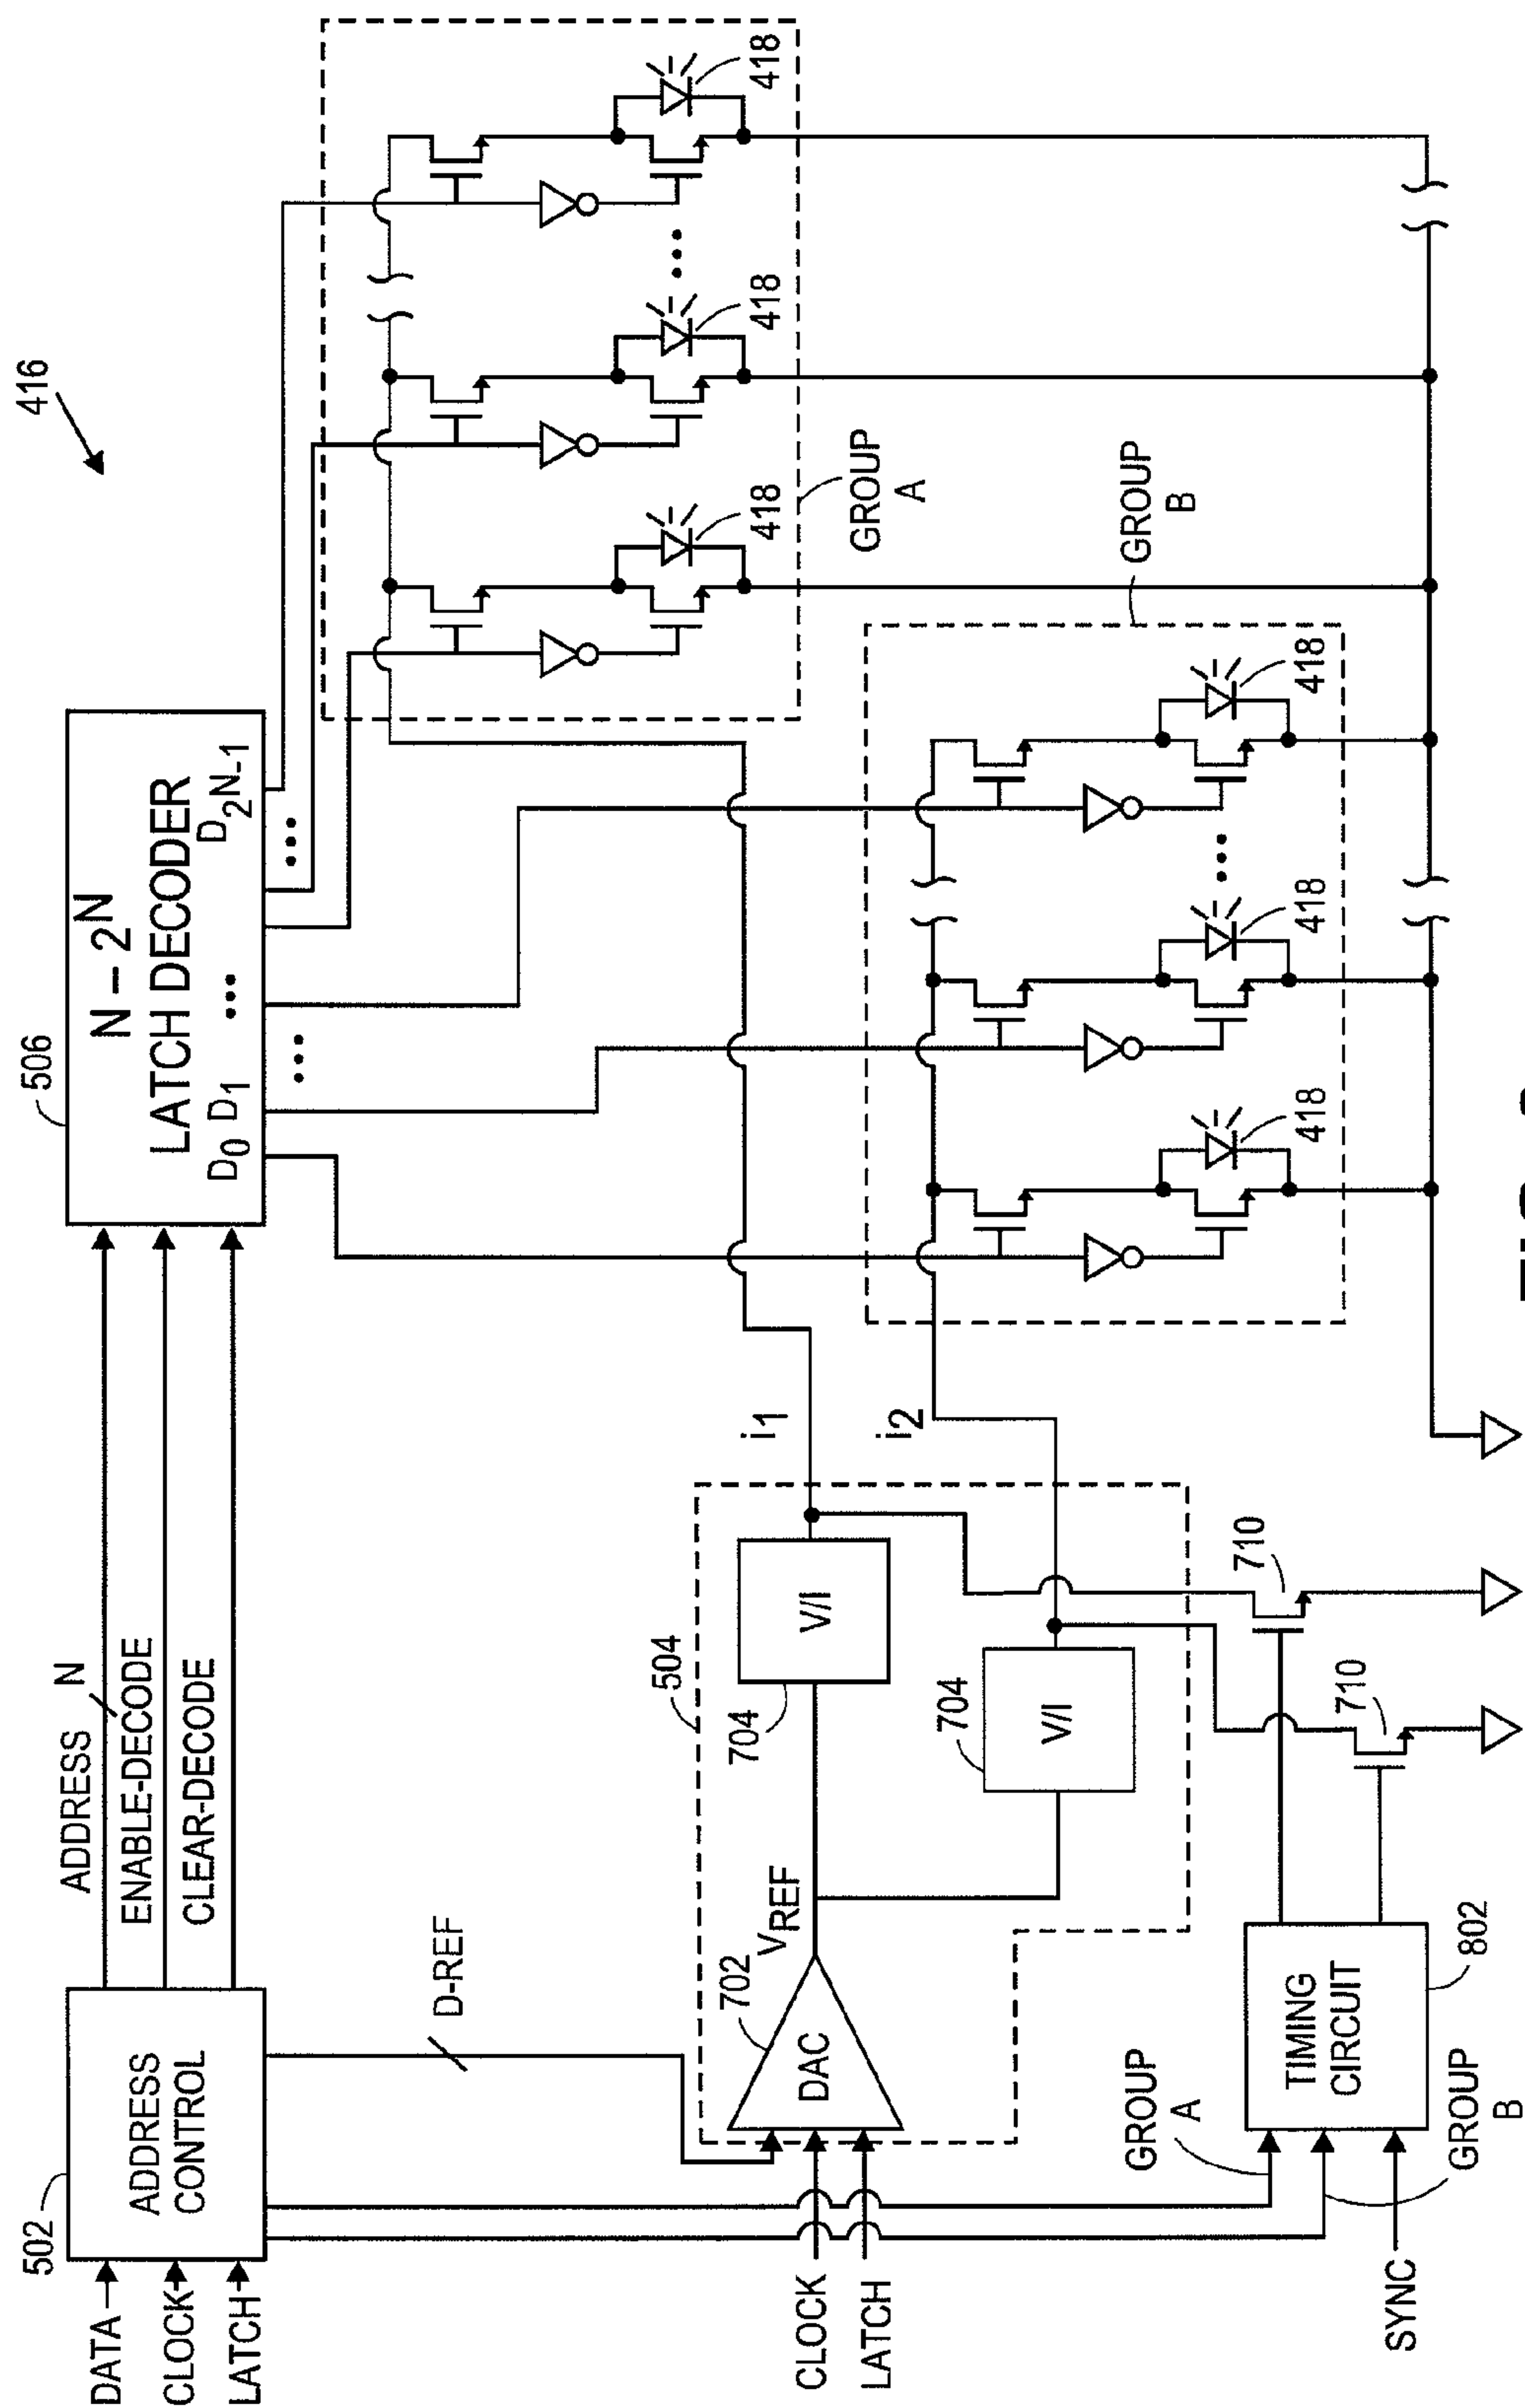 416
506
N - 2^N
LATCH DECODER
D0 D1 ... D2^N-1
...
...
502
ADDRESS
CONTROL
DATA
CLOCK
LATCH
ADDRESS N
ENABLE-DECODE
CLEAR-DECODE
D-REF
418
418
418
...
GROUP
A
GROUP
B
418
418
418
...
i1
i2
504
702
DAC
VREF
V/I
704
V/I
704
CLOCK
LATCH
710
710
GROUP
A
TIMING
CIRCUIT
802
GROUP
B
SYNC